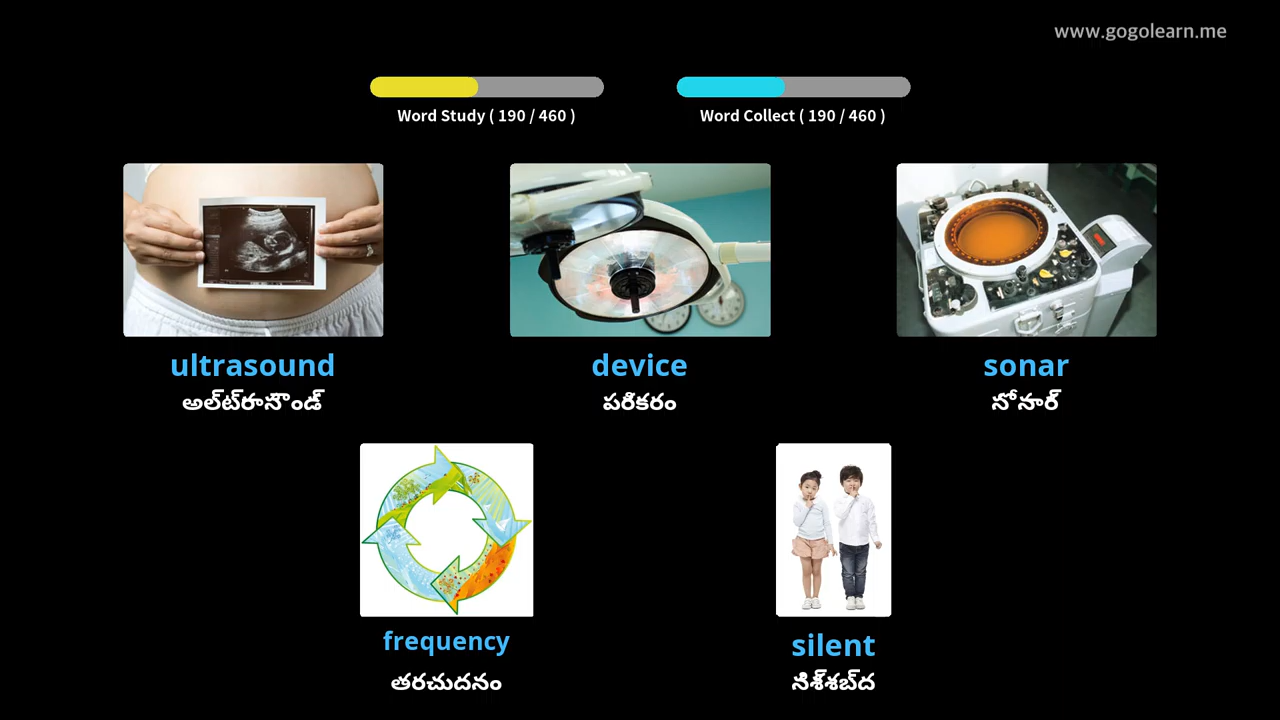 www.gogolearn.me
Word Study ( 190 / 460 )
Word Collect ( 190 / 460 )
ultrasound
అల్‌ట్‌రాసౌండ్
device
పరికరం
sonar
సోనార్
frequency
తరచుదనం
silent
నిశ్‌శబ్‌ద